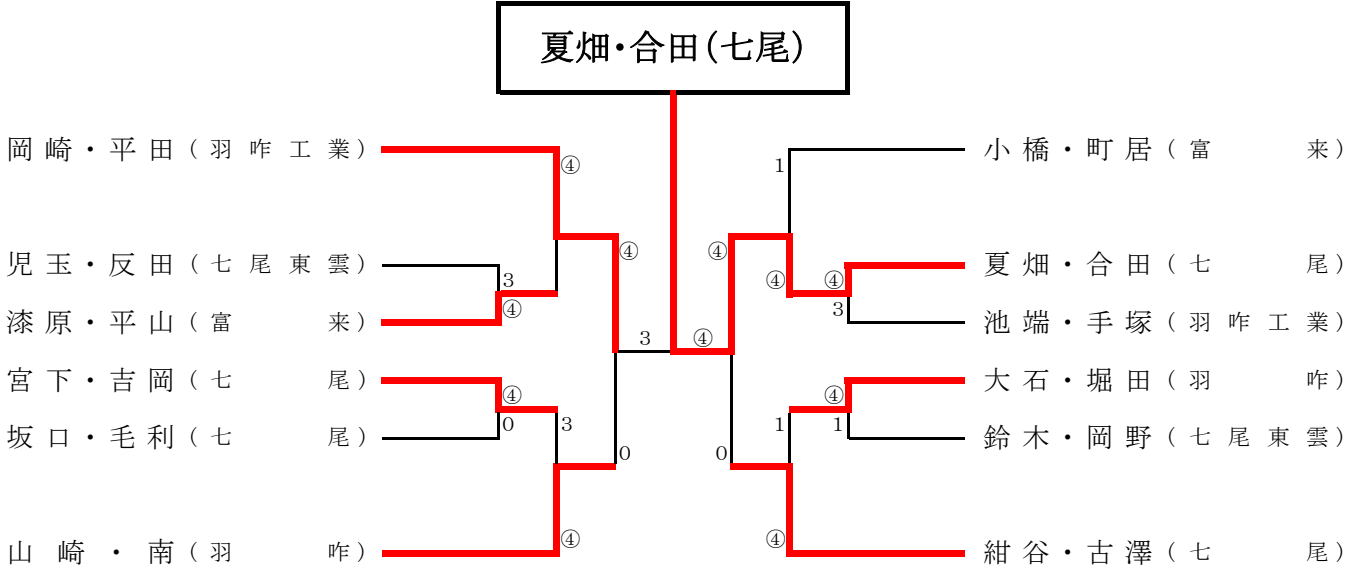 夏畑・合田(七尾)
岡崎・平田(羽咋工業) 小橋・町居(富来)
④ 1
児玉・反田(七尾東雲) ④ ④ 夏畑・合田(七尾)
3 ④ ④
漆原・平山(富来) ④ 3 池端・手塚(羽咋工業)
3 ④
宮下・吉岡(七尾) 大石・堀田(羽咋)
④ ④
坂口・毛利(七尾) 0 3 1 1 鈴木・岡野(七尾東雲)
0 0
山崎・南(羽咋) ④ ④ 紺谷・古澤(七尾)